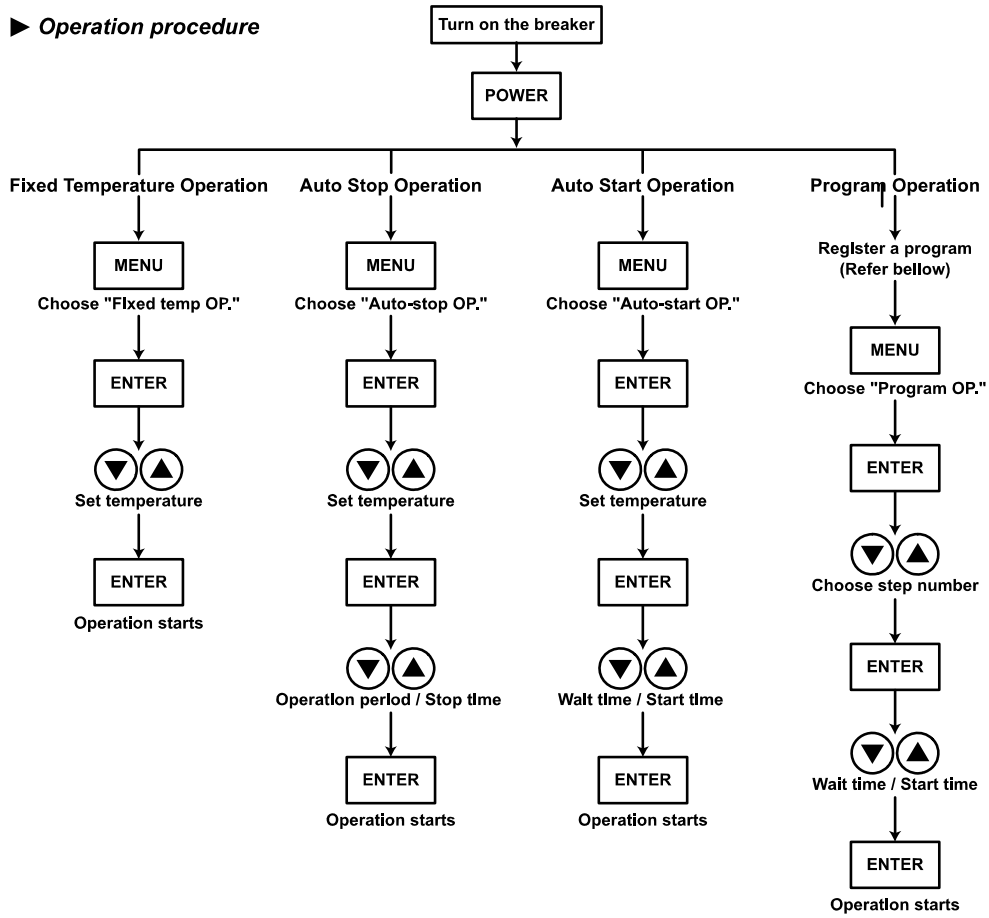 ► Operation procedure
Turn on the breaker
POWER
Fixed Temperature Operation
MENU
Choose "FIxed temp OP."
ENTER
▼ ▲
Set temperature
ENTER
Operation starts
Auto Stop Operation
MENU
Choose "Auto-stop OP."
ENTER
▼ ▲
Set temperature
ENTER
▼ ▲
Operation period / Stop time
ENTER
Operation starts
Auto Start Operation
MENU
Choose "Auto-start OP."
ENTER
▼ ▲
Set temperature
ENTER
▼ ▲
Wait time / Start time
ENTER
Operation starts
Program Operation
Register a program
(Refer bellow)
MENU
Choose "Program OP."
ENTER
▼ ▲
Choose step number
ENTER
▼ ▲
Wait time / Start time
ENTER
Operation starts